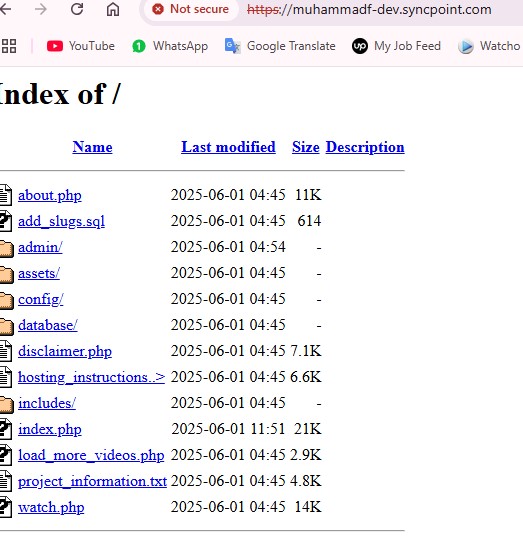 Not secure https://muhammadf-dev.syncpoint.com
YouTube WhatsApp Google Translate up My Job Feed Watcho
Index of /
Name Last modified Size Description
about.php 2025-06-01 04:45 11K
add_slugs.sql 2025-06-01 04:45 614
admin/ 2025-06-01 04:54 -
assets/ 2025-06-01 04:45 -
config/ 2025-06-01 04:45 -
database/ 2025-06-01 04:45 -
disclaimer.php 2025-06-01 04:45 7.1K
hosting_instructions..> 2025-06-01 04:45 6.6K
includes/ 2025-06-01 04:45 -
index.php 2025-06-01 11:51 21K
load_more_videos.php 2025-06-01 04:45 2.9K
project_information.txt 2025-06-01 04:45 4.8K
watch.php 2025-06-01 04:45 14K